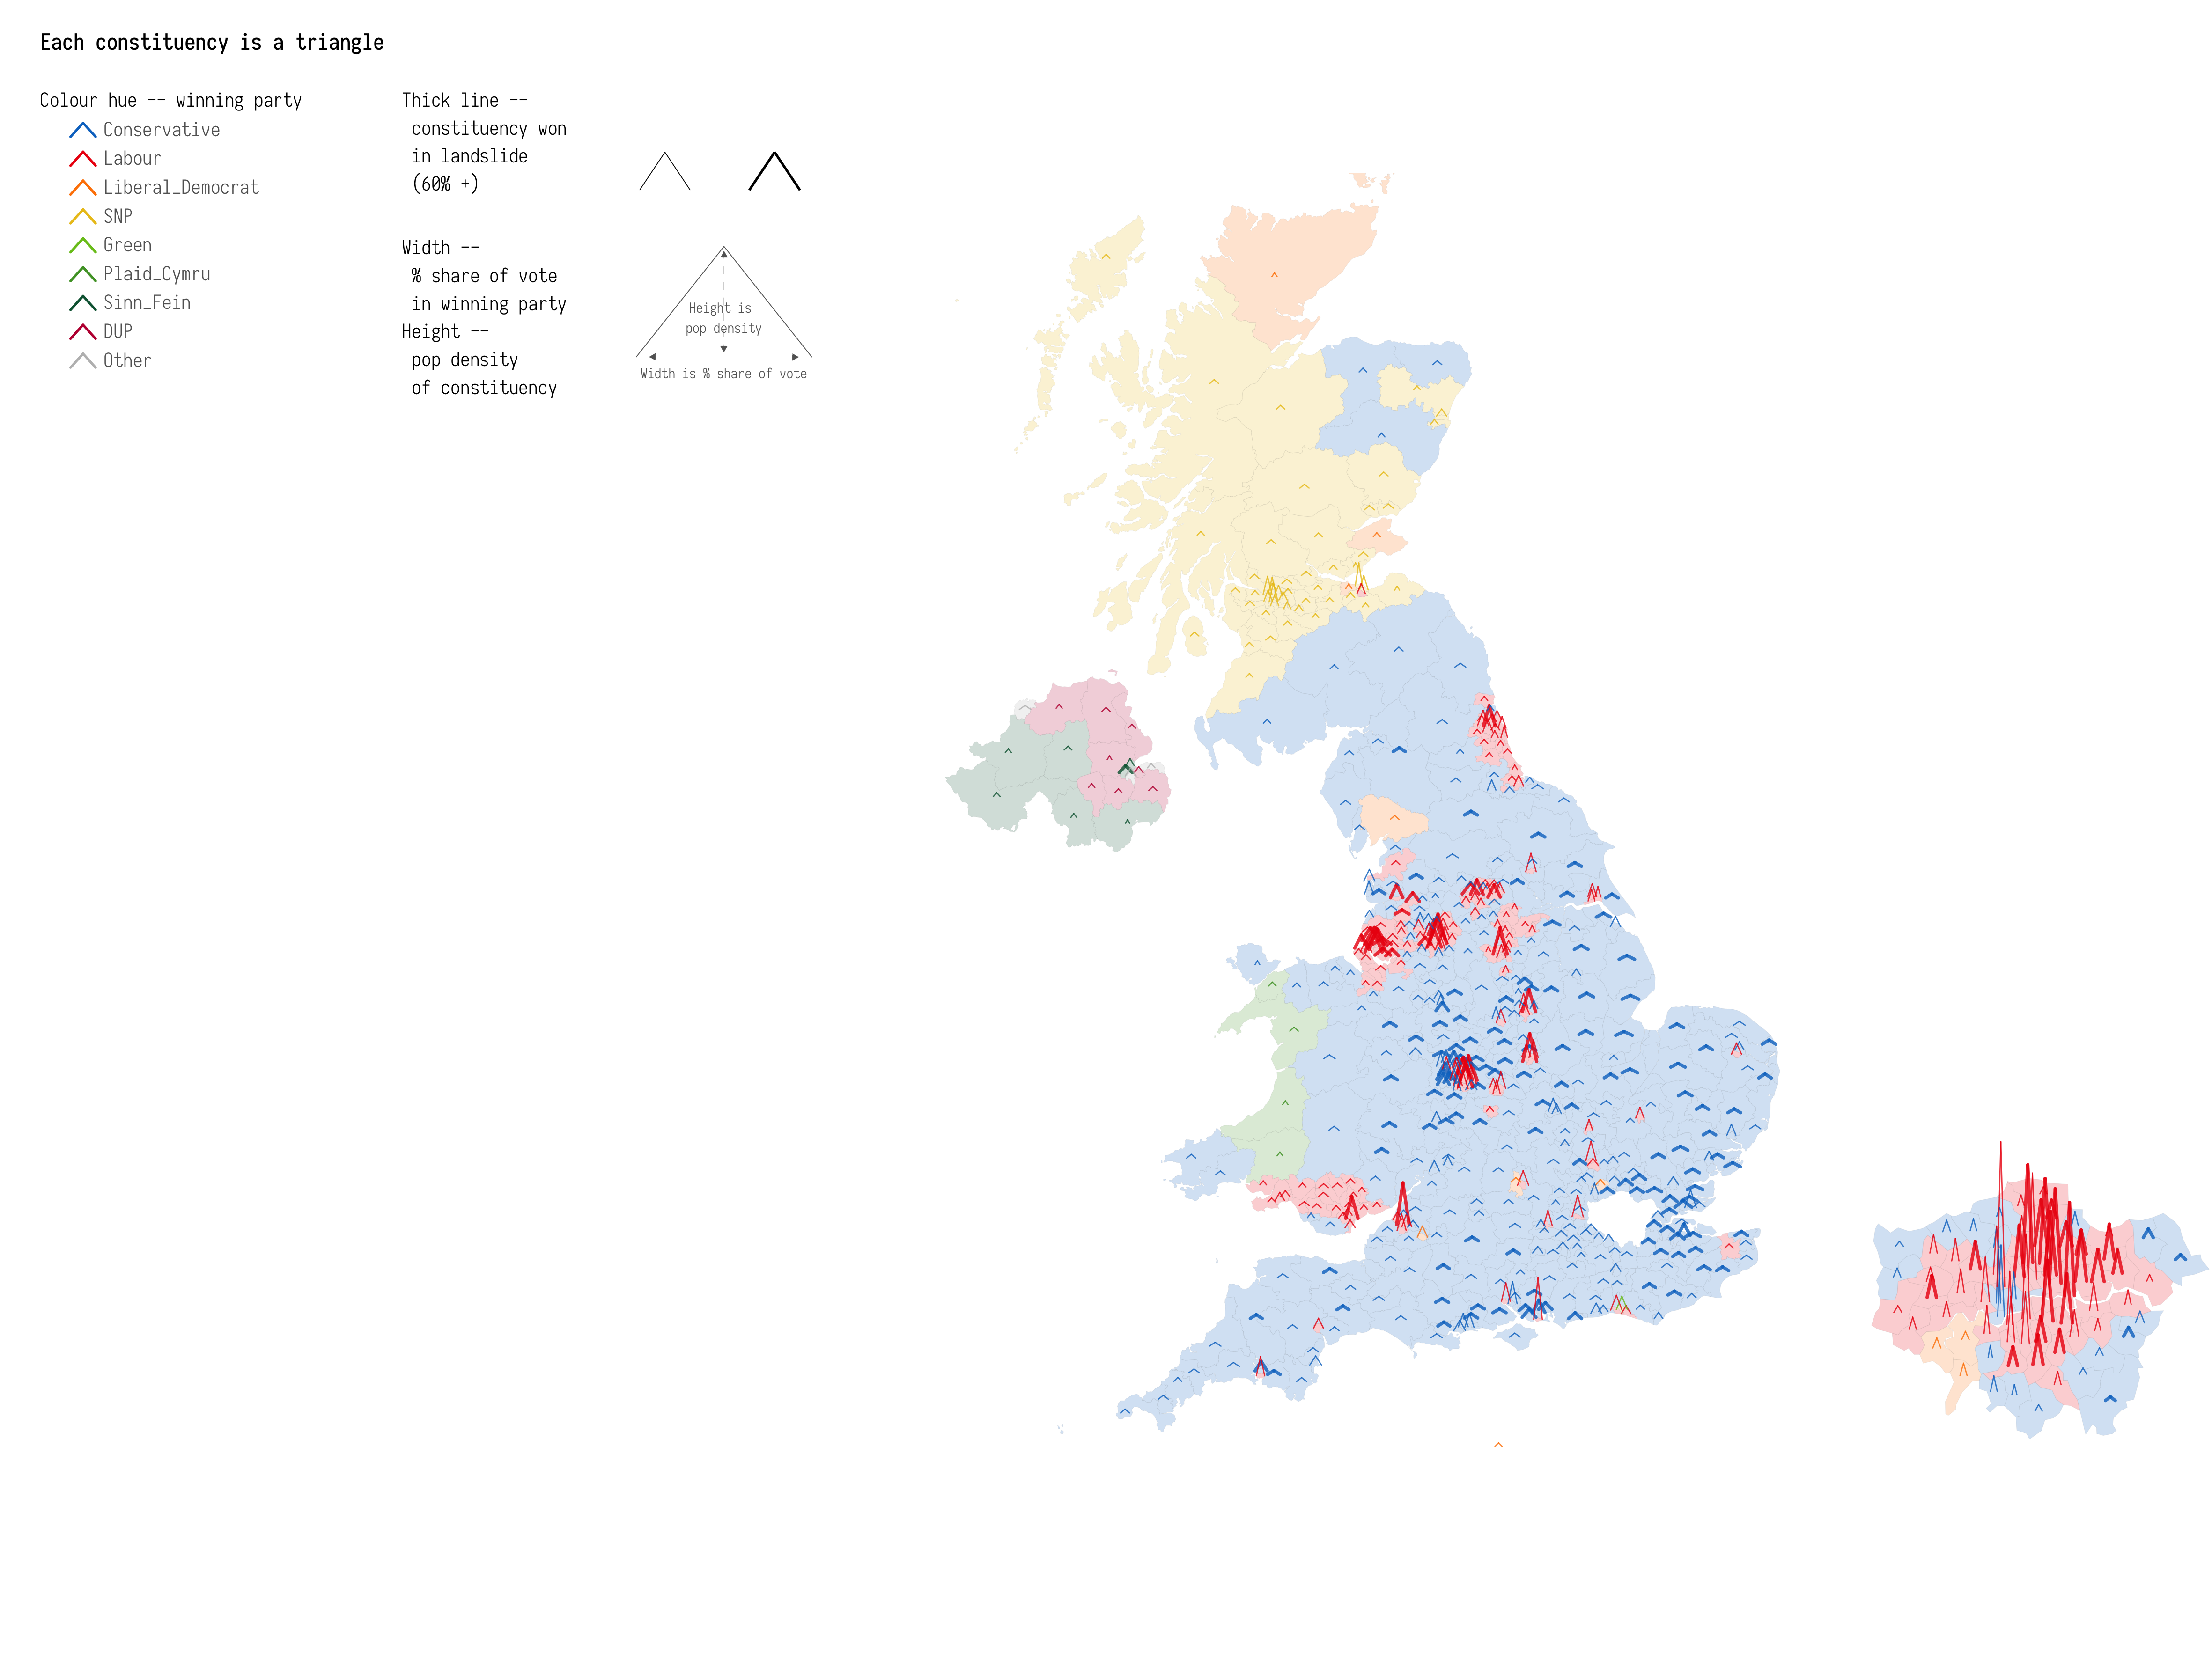 Each constituency is a triangle
Colour hue -- winning party
Conservative
Labour
Liberal_Democrat
SNP
Green
Plaid_Cymru
Sinn_Fein
DUP
Other
Thick line --
constituency won
in landslide
(60% +)
Width --
% share of vote
in winning party
Height --
pop density
of constituency
Height is
pop density
Width is % share of vote